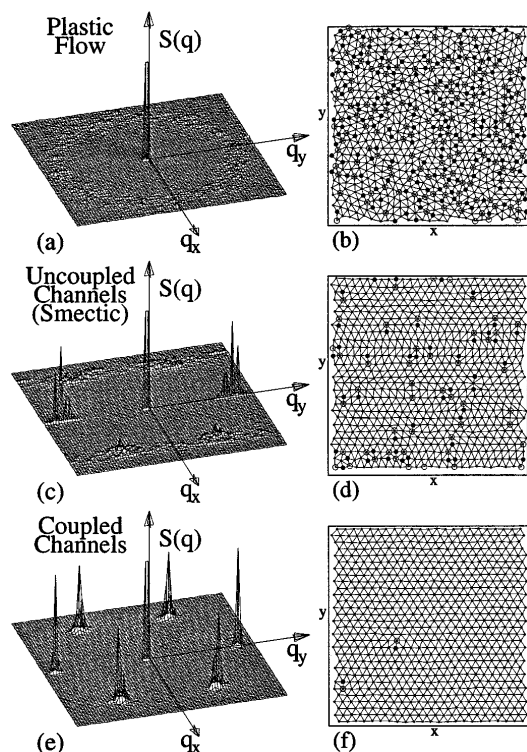 Plastic
Flow
S(q)
q_y
q_x
(a)
y
x
(b)
Uncoupled
Channels
(Smectic)
S(q)
q_y
q_x
(c)
y
x
(d)
Coupled
Channels
S(q)
q_y
q_x
(e)
y
x
(f)